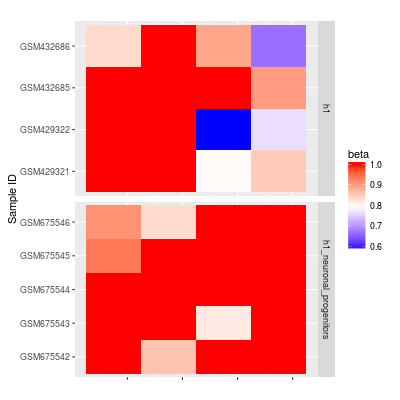 GSM432686
GSM432685
GSM429322
GSM429321
h1
GSM675546
GSM675545
GSM675544
GSM675543
GSM675542
h1_neuronal_progenitors
Sample ID
beta
1.0
0.9
0.8
0.7
0.6